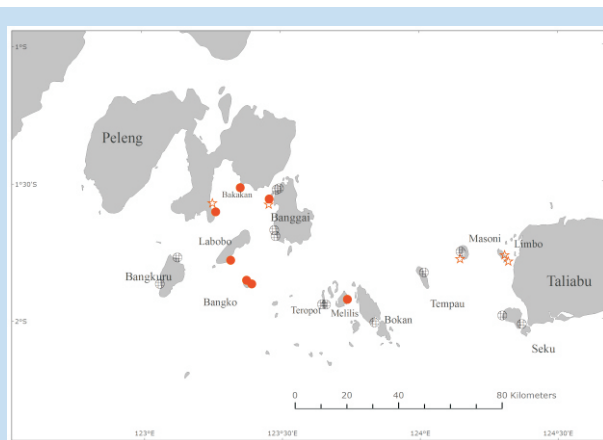 1°S
Peleng
1°30'S
Bakakan
Banggai
Labobo
Masoni
Limbo
Bangkuru
Taliabu
Bangko
Tempau
Teropot
Melilis
Bokan
2°S
Seku
0 20 40 80 Kilometers
123°E
123°30'E
124°E
124°30'E